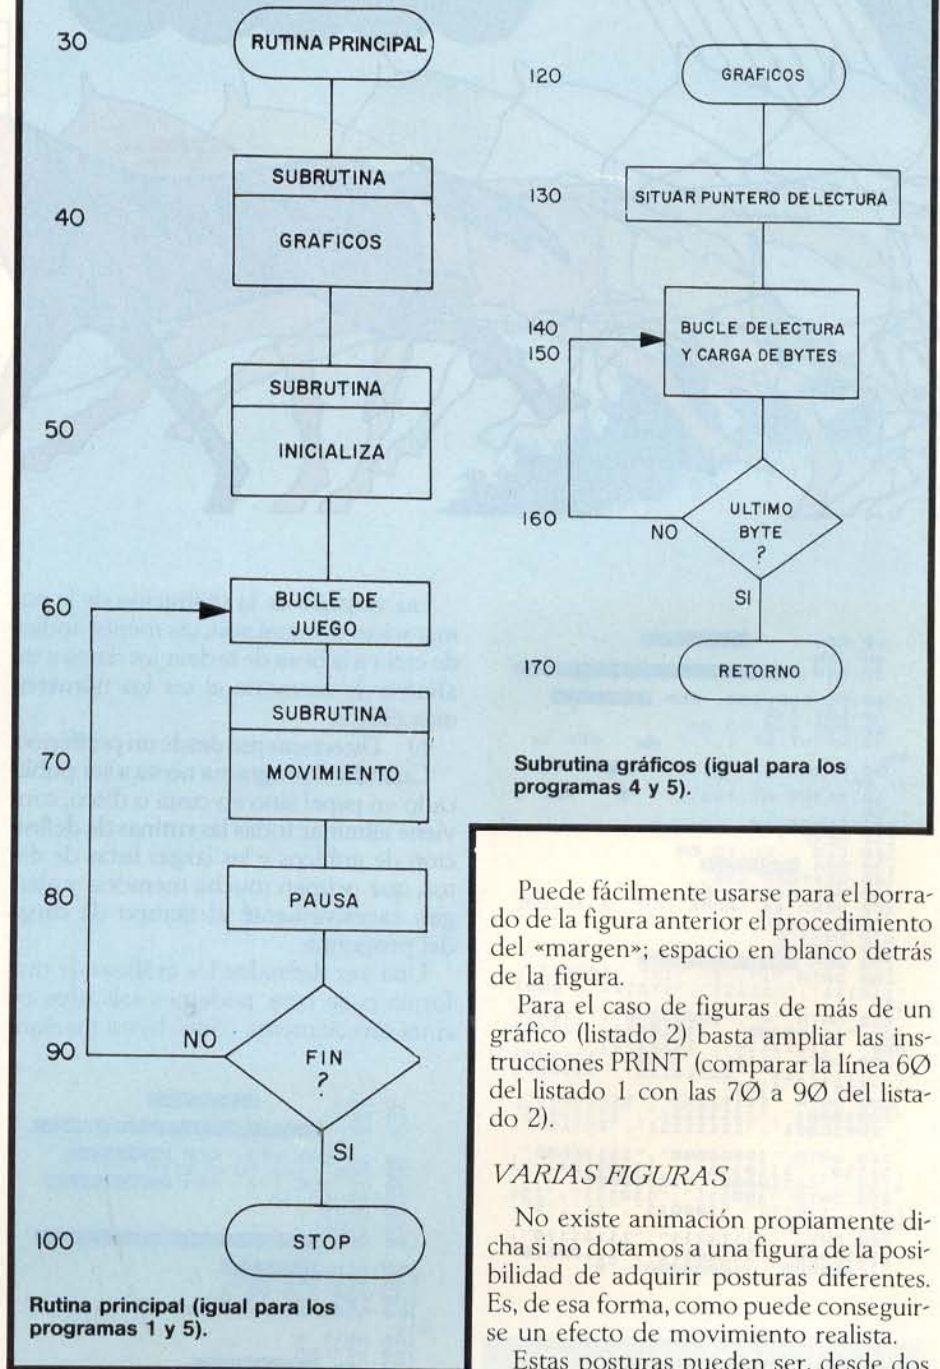 30
RUTINA PRINCIPAL
40
SUBRUTINA
GRAFICOS
50
SUBRUTINA
INICIALIZA
60
BUCLE DE
JUEGO
70
SUBRUTINA
MOVIMIENTO
80
PAUSA
90
NO
FIN
?
SI
100
STOP
Rutina principal (igual para los
programas 1 y 5).
120
GRAFICOS
130
SITUAR PUNTERO DE LECTURA
140
150
BUCLE DE LECTURA
Y CARGA DE BYTES
160
NO
ULTIMO
BYTE
?
SI
170
RETORNO
Subrutina gráficos (igual para los
programas 4 y 5).
Puede fácilmente usarse para el borra-
do de la figura anterior el procedimiento
del «margen»; espacio en blanco detrás
de la figura.
Para el caso de figuras de más de un
gráfico (listado 2) basta ampliar las ins-
trucciones PRINT (comparar la línea 6Ø
del listado 1 con las 7Ø a 9Ø del lista-
do 2).
VARIAS FIGURAS
No existe animación propiamente di-
cha si no dotamos a una figura de la posi-
bilidad de adquirir posturas diferentes.
Es, de esa forma, como puede conseguir-
se un efecto de movimiento realista.
Estas posturas pueden ser, desde dos